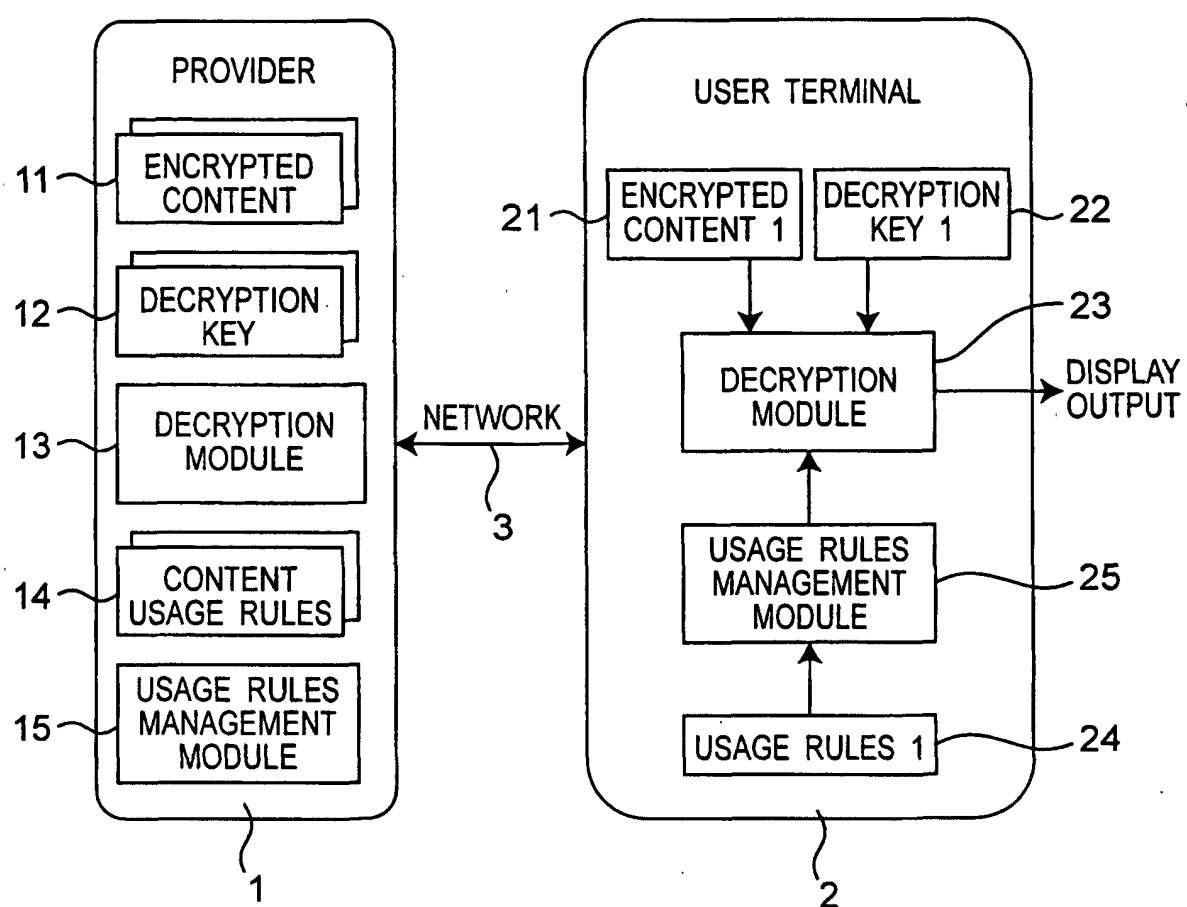 PROVIDER
11
ENCRYPTED
CONTENT
12
DECRYPTION
KEY
13
DECRYPTION
MODULE
14
CONTENT
USAGE RULES
15
USAGE RULES
MANAGEMENT
MODULE
1
NETWORK
3
USER TERMINAL
21
ENCRYPTED
CONTENT 1
DECRYPTION
KEY 1
22
23
DECRYPTION
MODULE
DISPLAY
OUTPUT
USAGE RULES
MANAGEMENT
MODULE
25
USAGE RULES 1
24
2